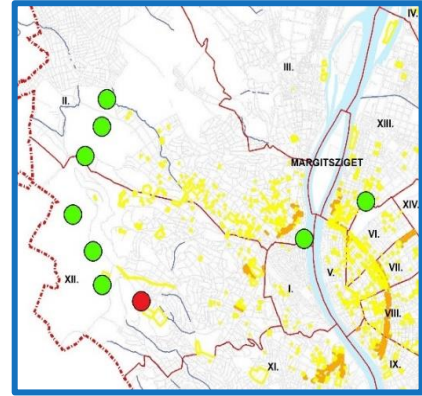 IV.
III.
II.
XIII.
MARGITSZIGET
XIV.
VI.
XII.
V.
VII.
I.
VIII.
XI.
IX.